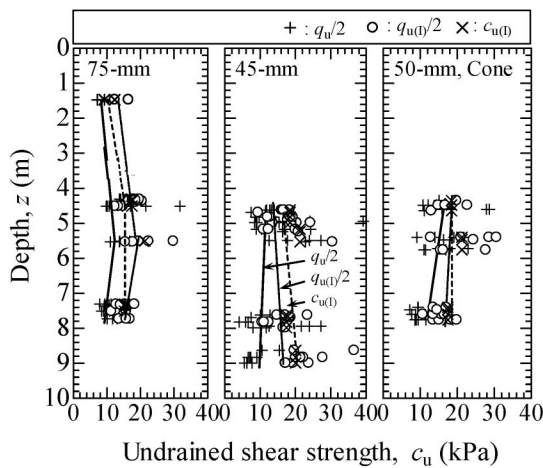 + : qu/2 ○ : qu(I)/2 × : cu(I)
75-mm 45-mm 50-mm, Cone
0
1
2
3
4
5
6
7
8
9
10
Depth, z (m)
qu/2
qu(I)/2
cu(I)
0 10 20 30 40 0 10 20 30 40 0 10 20 30 40
Undrained shear strength, cu (kPa)